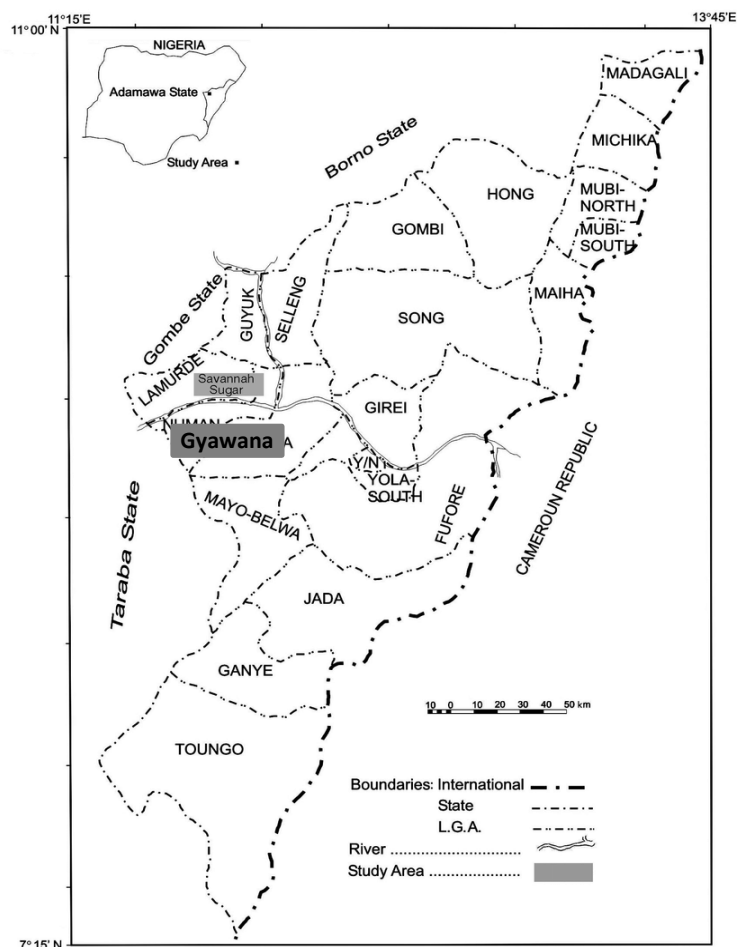 11°15'E
13°45'E
11°00' N
NIGERIA
Adamawa State
Study Area
MADAGALI
MICHIKA
Borno State
HONG
MUBI-
NORTH
GOMBI
MUBI-
SOUTH
MAIHA
Gombe State
GUYUK
SELLENG
SONG
LAMURDE
Savannah
Sugar
GIREI
NUMAN
Gyawana
A
Y/N
YOLA-
SOUTH
CAMEROUN REPUBLIC
MAYO-BELWA
FUFORE
Taraba State
JADA
GANYE
10 0 10 20 30 40 50 km
TOUNGO
Boundaries: International
State
L.G.A.
River
Study Area
7°15' N